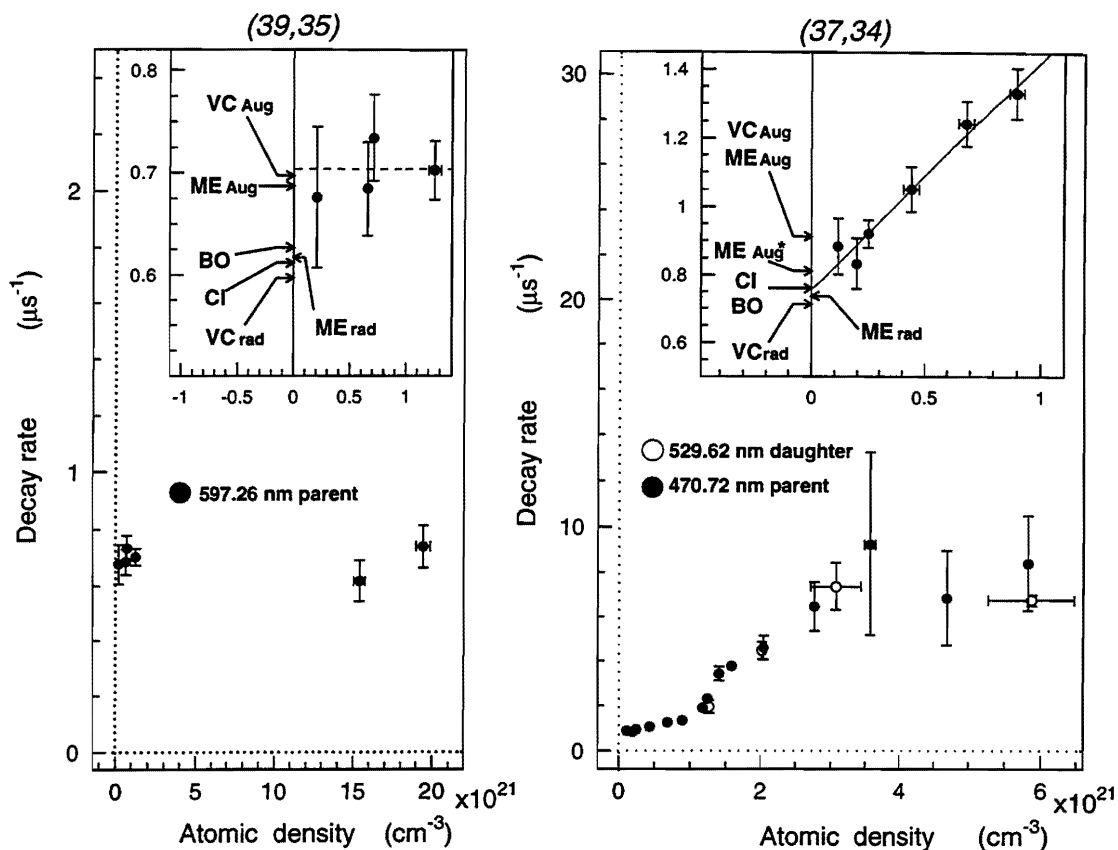 (39,35)
0.8
0.7
0.6
VC Aug
ME Aug
BO
CI
VC rad
ME rad
-1 -0.5 0 0.5 1
2
1
0
Decay rate (μs⁻¹)
597.26 nm parent
0 5 10 15 20 x10²¹
Atomic density (cm⁻³)
(37,34)
1.4
1.2
1
0.8
0.6
VC Aug
ME Aug
ME Aug*
CI
BO
VC rad
ME rad
0 0.5 1
30
20
10
0
Decay rate (μs⁻¹)
529.62 nm daughter
470.72 nm parent
0 2 4 6 x10²¹
Atomic density (cm⁻³)